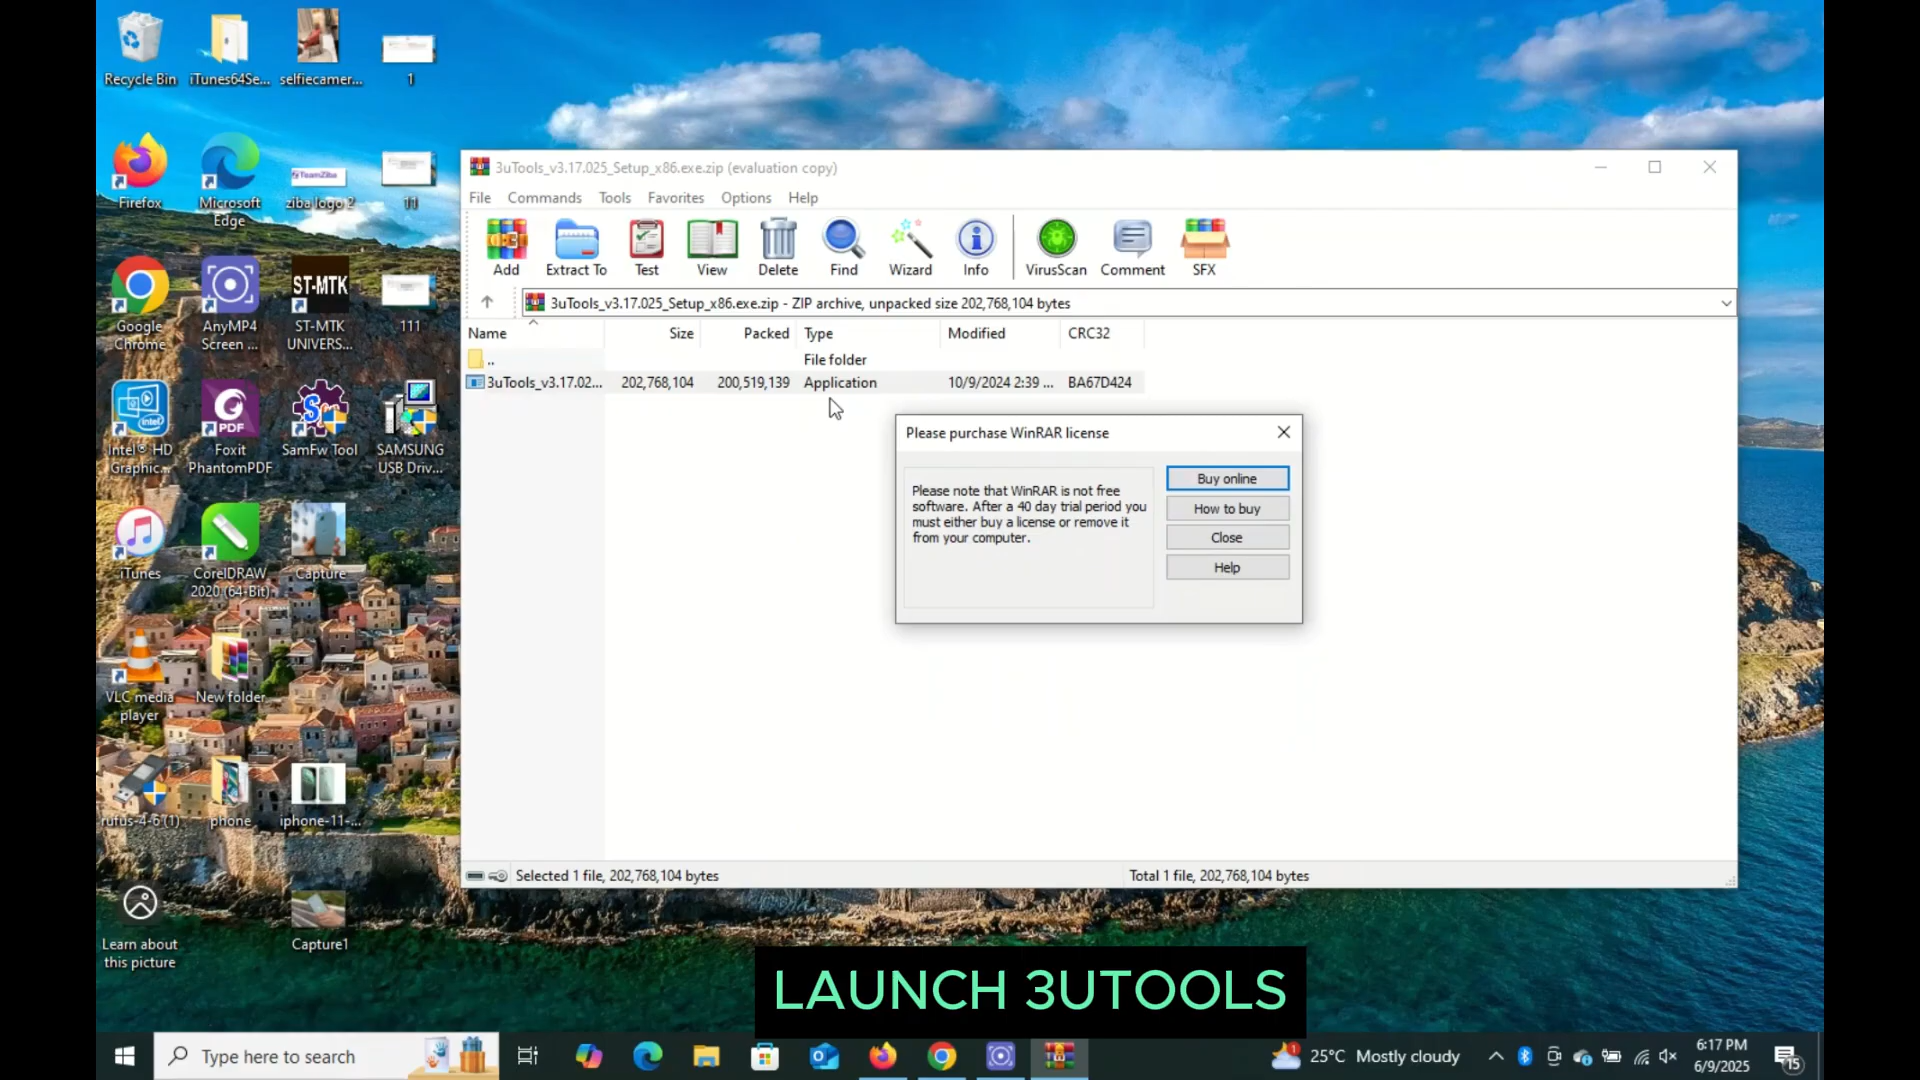 Recycle Bin
iTunes64Se...
selfiecamer...
1
Firefox
Microsoft
Edge
TeamZiba
ziba logo 2
11
Google
Chrome
AnyMP4
Screen ...
ST-MTK
ST-MTK
UNIVERS...
111
Intel® HD
Graphic...
PDF
Foxit
PhantomPDF
SamFw Tool
SAMSUNG
USB Driv...
iTunes
CorelDRAW
2020 (64-Bit)
Capture
VLC media
player
New folder
rufus-4-6 (1)
phone
iphone-11-...
Learn about
this picture
Capture1
3uTools_v3.17.025_Setup_x86.exe.zip (evaluation copy)
File Commands Tools Favorites Options Help
Add Extract To Test View Delete Find Wizard Info VirusScan Comment SFX
3uTools_v3.17.025_Setup_x86.exe.zip - ZIP archive, unpacked size 202,768,104 bytes
Name Size Packed Type Modified CRC32
.. File folder
3uTools_v3.17.02... 202,768,104 200,519,139 Application 10/9/2024 2:39 ... BA67D424
Please purchase WinRAR license
Please note that WinRAR is not free
software. After a 40 day trial period you
must either buy a license or remove it
from your computer.
Buy online
How to buy
Close
Help
Selected 1 file, 202,768,104 bytes
Total 1 file, 202,768,104 bytes
LAUNCH 3UTOOLS
Type here to search
1
25°C Mostly cloudy
6:17 PM
6/9/2025
15